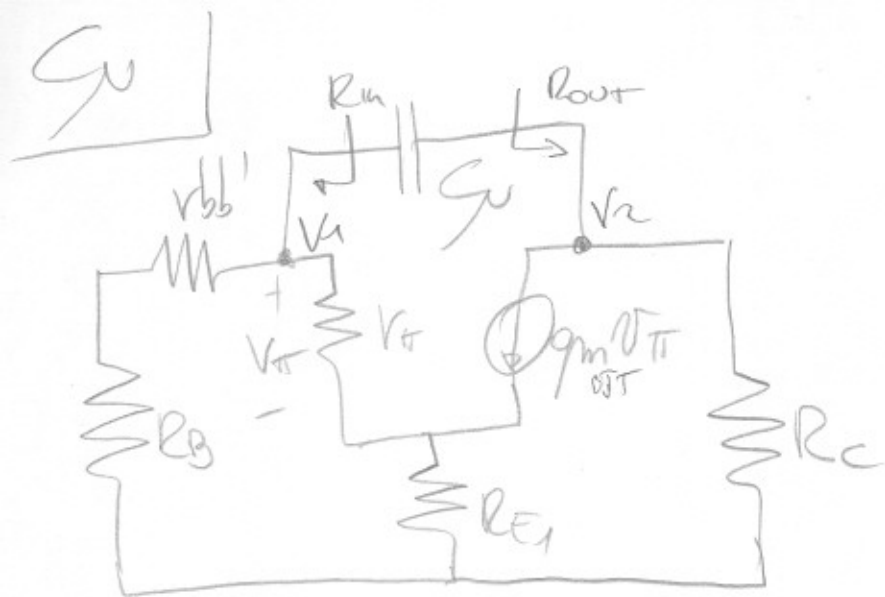 Cμ
Rin
Rout
rbb'
V1
Cμ
V2
+
Vπ
rπ
gm Vπ
BJT
-
RB
RC
RE1